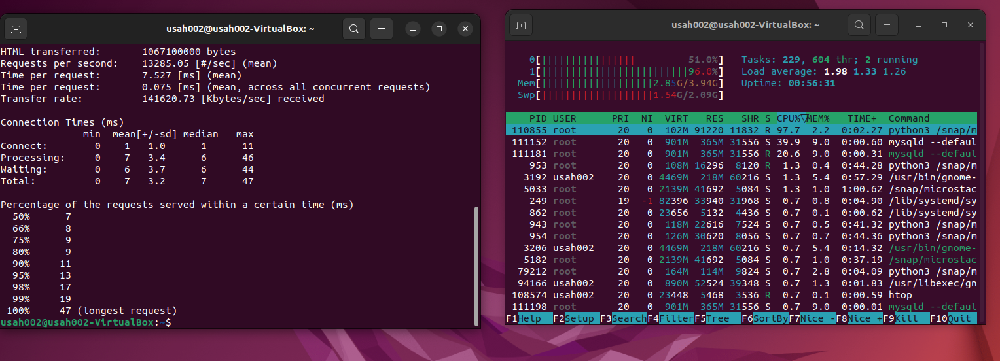 usah002@usah002-VirtualBox: ~
HTML transferred: 1067100000 bytes
Requests per second: 13285.05 [#/sec] (mean)
Time per request: 7.527 [ms] (mean)
Time per request: 0.075 [ms] (mean, across all concurrent requests)
Transfer rate: 141620.73 [Kbytes/sec] received
Connection Times (ms)
min mean[+/-sd] median max
Connect: 0 1 1.0 1 11
Processing: 0 7 3.4 6 46
Waiting: 0 6 3.7 6 44
Total: 0 7 3.2 7 47
Percentage of the requests served within a certain time (ms)
50% 7
66% 8
75% 9
80% 9
90% 11
95% 13
98% 17
99% 19
100% 47 (longest request)
usah002@usah002-VirtualBox:~$
usah002@usah002-VirtualBox: ~
0[|||||||||||||||| 51.0%] Tasks: 229, 604 thr; 2 running
1[|||||||||||||||||||||||||96.0%] Load average: 1.98 1.33 1.26
Mem[|||||||||||||||||||2.85G/3.94G] Uptime: 00:56:31
Swp[|||||||||||||||||||1.54G/2.09G]
PID USER PRI NI VIRT RES SHR S CPU%▽MEM% TIME+ Command
110855 root 20 0 102M 91220 11832 R 97.7 2.2 0:02.27 python3 /snap/m
111152 root 20 0 901M 365M 31556 S 39.9 9.0 0:00.60 mysqld --defaul
111181 root 20 0 901M 365M 31556 R 20.6 9.0 0:00.31 mysqld --defaul
953 root 20 0 108M 16296 8120 R 1.3 0.4 0:44.28 python3 /snap/m
3192 usah002 20 0 4469M 218M 60216 S 1.3 5.4 0:57.29 /usr/bin/gnome-
5033 root 20 0 2139M 41692 5084 S 1.3 1.0 1:00.62 /snap/microstac
249 root 19 -1 82396 33940 31968 S 0.7 0.8 0:04.90 /lib/systemd/sy
862 root 20 0 23656 5132 4436 S 0.7 0.1 0:00.62 /lib/systemd/sy
943 root 20 0 118M 22616 7524 S 0.7 0.5 0:41.32 python3 /snap/m
954 root 20 0 126M 30620 8056 S 0.7 0.7 0:44.36 python3 /snap/m
3206 usah002 20 0 4469M 218M 60216 S 0.7 5.4 0:14.32 /usr/bin/gnome-
5182 root 20 0 2139M 41692 5084 S 0.7 1.0 0:37.19 /snap/microstac
79212 root 20 0 164M 114M 9824 S 0.7 2.8 0:04.09 python3 /snap/m
94166 usah002 20 0 890M 52524 39348 S 0.7 1.3 0:01.83 /usr/libexec/gn
108574 usah002 20 0 23448 5468 3536 R 0.7 0.1 0:00.59 htop
111198 root 20 0 901M 365M 31556 S 0.7 9.0 0:00.01 mysqld --defaul
F1Help F2Setup F3SearchF4FilterF5Tree F6SortByF7Nice -F8Nice +F9Kill F10Quit